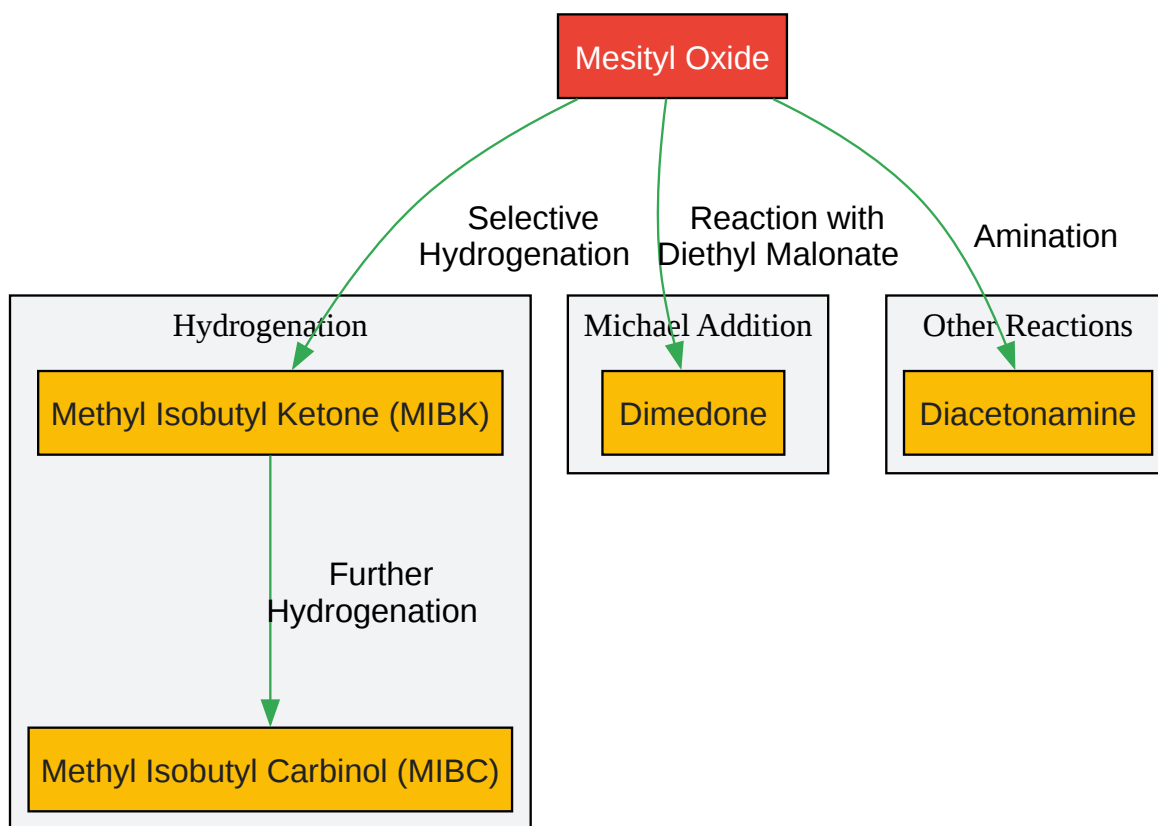 Mesityl Oxide
Selective
Hydrogenation
Reaction with
Diethyl Malonate
Amination
Hydrogenation
Michael Addition
Other Reactions
Methyl Isobutyl Ketone (MIBK)
Dimedone
Diacetonamine
Further
Hydrogenation
Methyl Isobutyl Carbinol (MIBC)